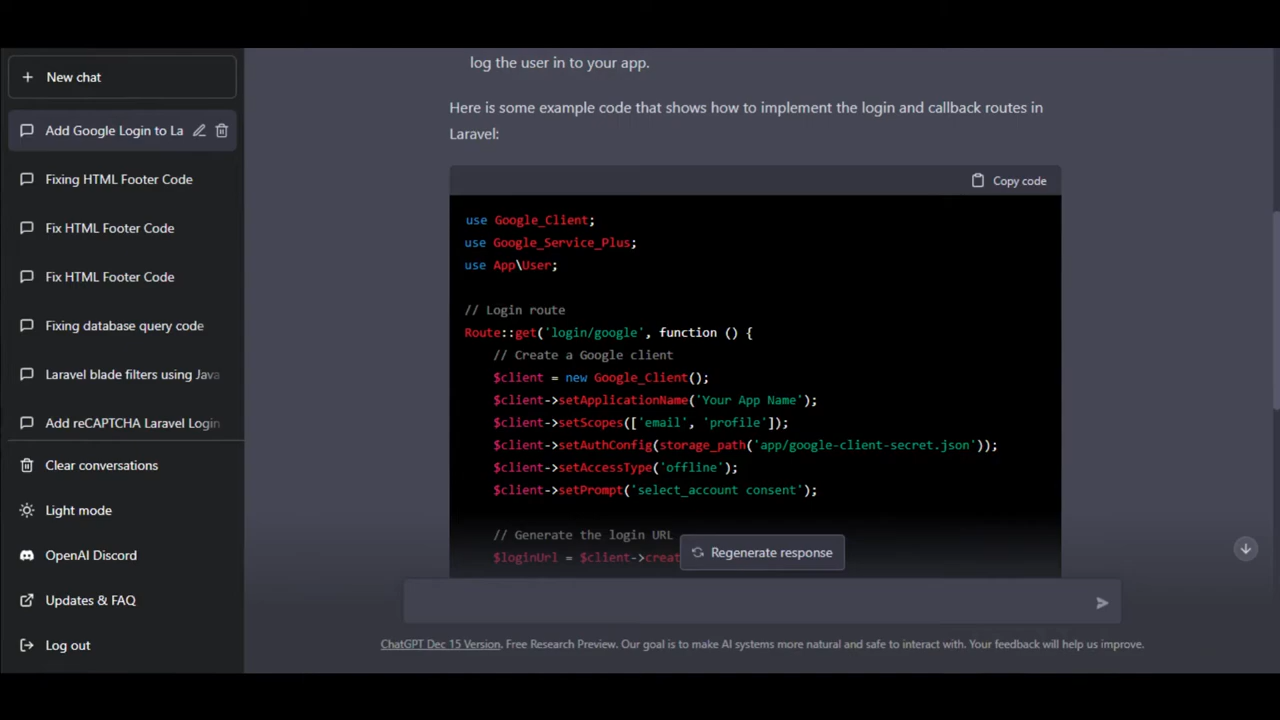 New chat
Add Google Login to La
Fixing HTML Footer Code
Fix HTML Footer Code
Fix HTML Footer Code
Fixing database query code
Laravel blade filters using Java
Add reCAPTCHA Laravel Login
Clear conversations
Light mode
OpenAI Discord
Updates & FAQ
Log out
log the user in to your app.
Here is some example code that shows how to implement the login and callback routes in
Laravel:
Copy code
use Google_Client;
use Google_Service_Plus;
use App\User;
// Login route
Route::get('login/google', function () {
    // Create a Google client
    $client = new Google_Client();
    $client->setApplicationName('Your App Name');
    $client->setScopes(['email', 'profile']);
    $client->setAuthConfig(storage_path('app/google-client-secret.json'));
    $client->setAccessType('offline');
    $client->setPrompt('select_account consent');
    // Generate the login URL
    $loginUrl = $client->creat
Regenerate response
ChatGPT Dec 15 Version. Free Research Preview. Our goal is to make AI systems more natural and safe to interact with. Your feedback will help us improve.